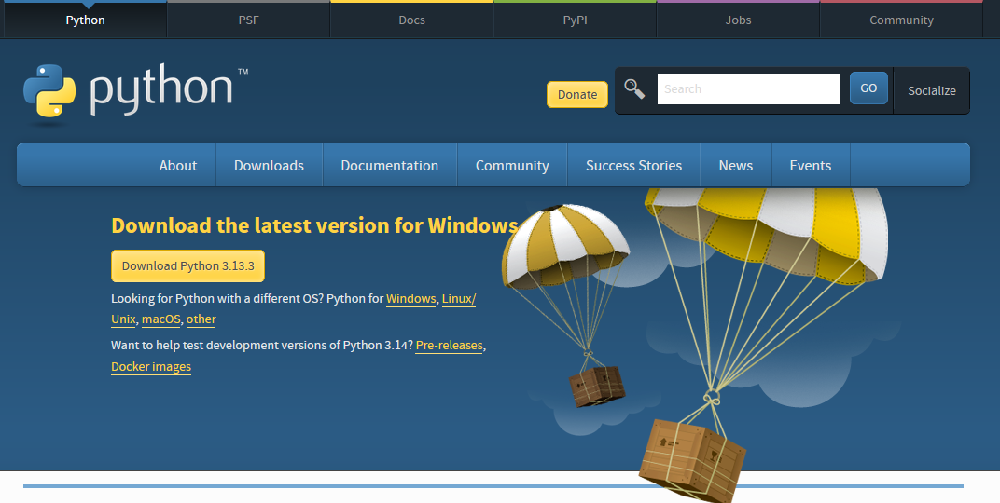 Python PSF Docs PyPI Jobs Community
python™
Donate Search GO Socialize
About Downloads Documentation Community Success Stories News Events
Download the latest version for Windows
Download Python 3.13.3
Looking for Python with a different OS? Python for Windows, Linux/
Unix, macOS, other
Want to help test development versions of Python 3.14? Pre-releases,
Docker images